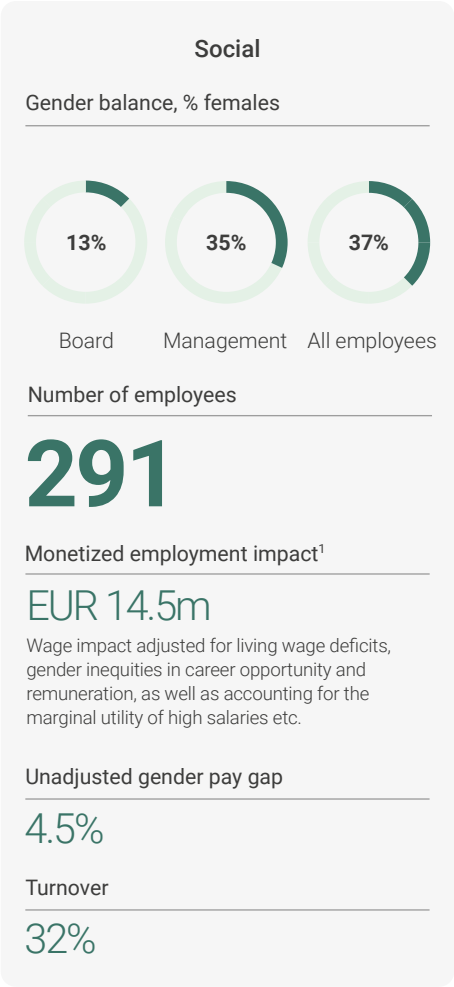 Social
Gender balance, % females
13%
35%
37%
Board
Management
All employees
Number of employees
291
Monetized employment impact¹
EUR 14.5m
Wage impact adjusted for living wage deficits,
gender inequities in career opportunity and
remuneration, as well as accounting for the
marginal utility of high salaries etc.
Unadjusted gender pay gap
4.5%
Turnover
32%